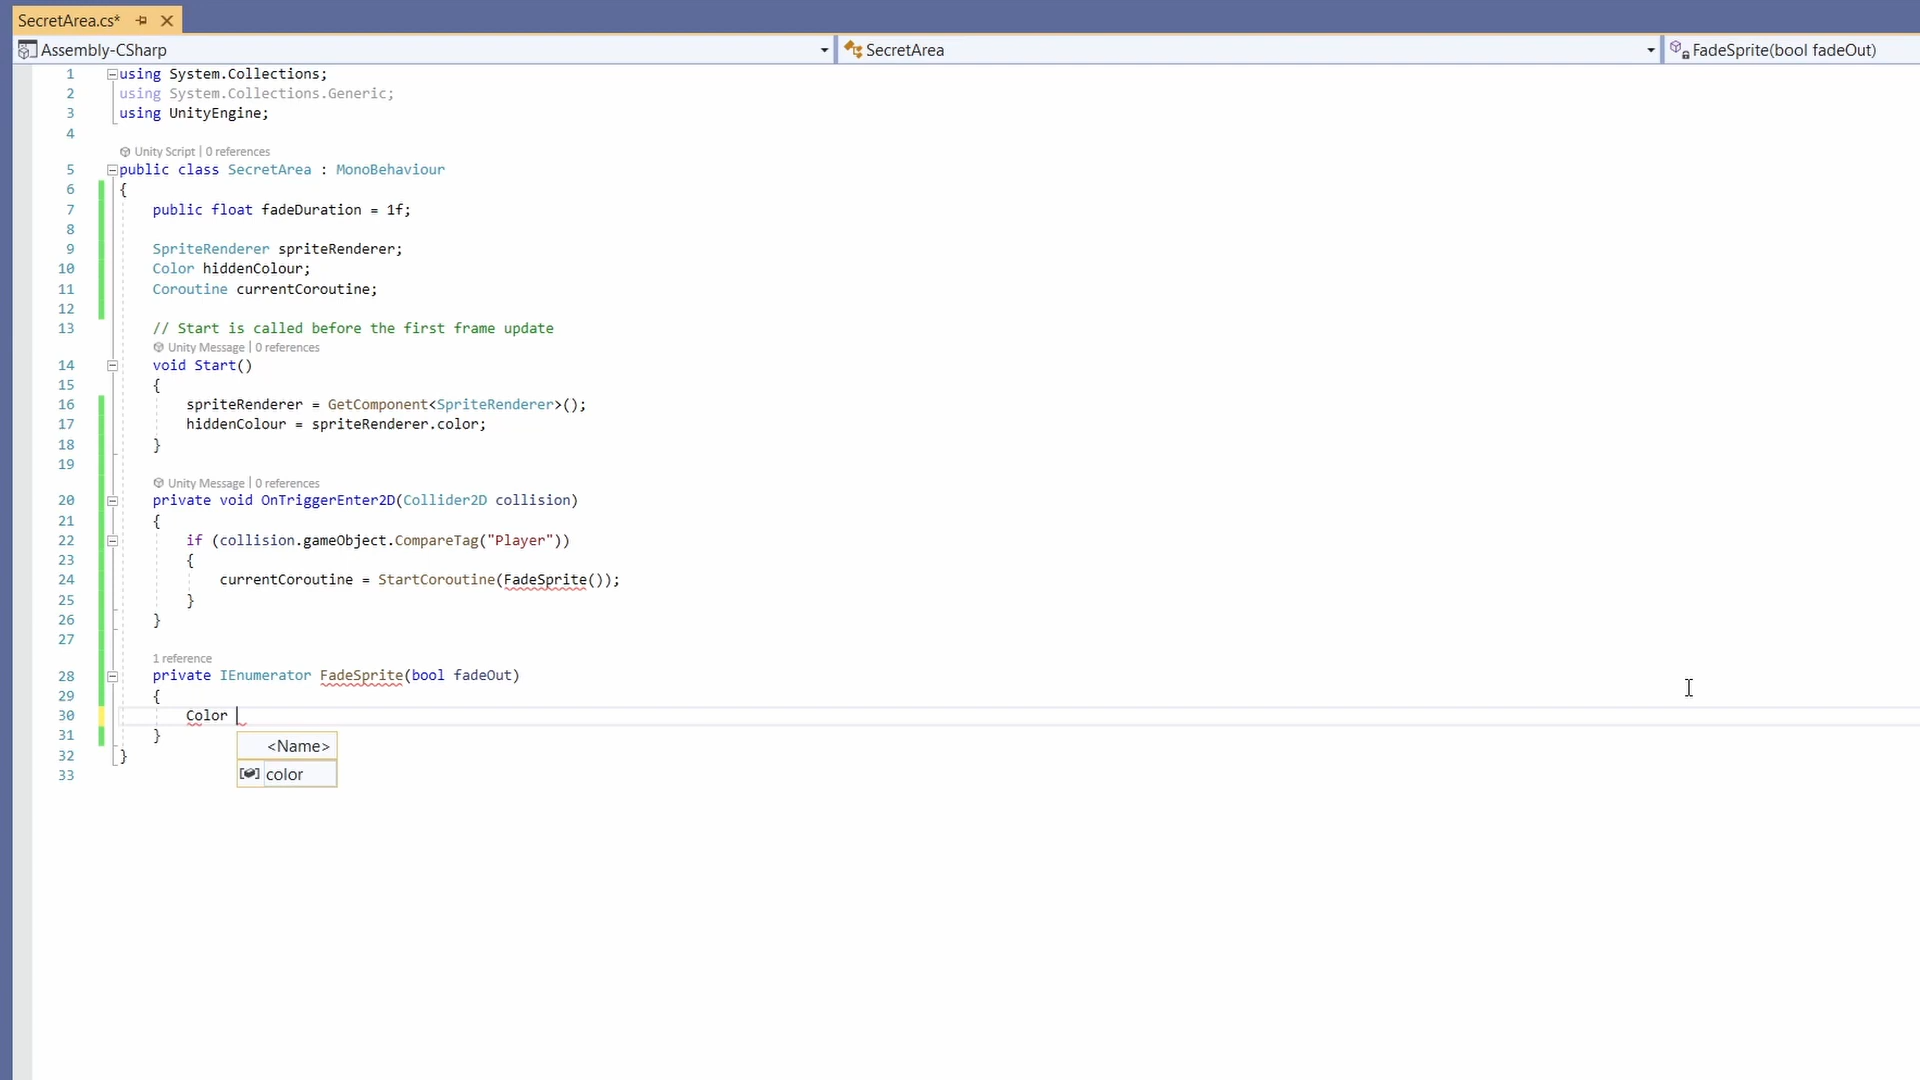 SecretArea.cs*
Assembly-CSharp
SecretArea
FadeSprite(bool fadeOut)
1 using System.Collections;
2 using System.Collections.Generic;
3 using UnityEngine;
4
Unity Script | 0 references
5 public class SecretArea : MonoBehaviour
6 {
7 public float fadeDuration = 1f;
8
9 SpriteRenderer spriteRenderer;
10 Color hiddenColour;
11 Coroutine currentCoroutine;
12
13 // Start is called before the first frame update
Unity Message | 0 references
14 void Start()
15 {
16 spriteRenderer = GetComponent<SpriteRenderer>();
17 hiddenColour = spriteRenderer.color;
18 }
19
Unity Message | 0 references
20 private void OnTriggerEnter2D(Collider2D collision)
21 {
22 if (collision.gameObject.CompareTag("Player"))
23 {
24 currentCoroutine = StartCoroutine(FadeSprite());
25 }
26 }
27
1 reference
28 private IEnumerator FadeSprite(bool fadeOut)
29 {
30 Color
31 }
<Name>
32 }
color
33